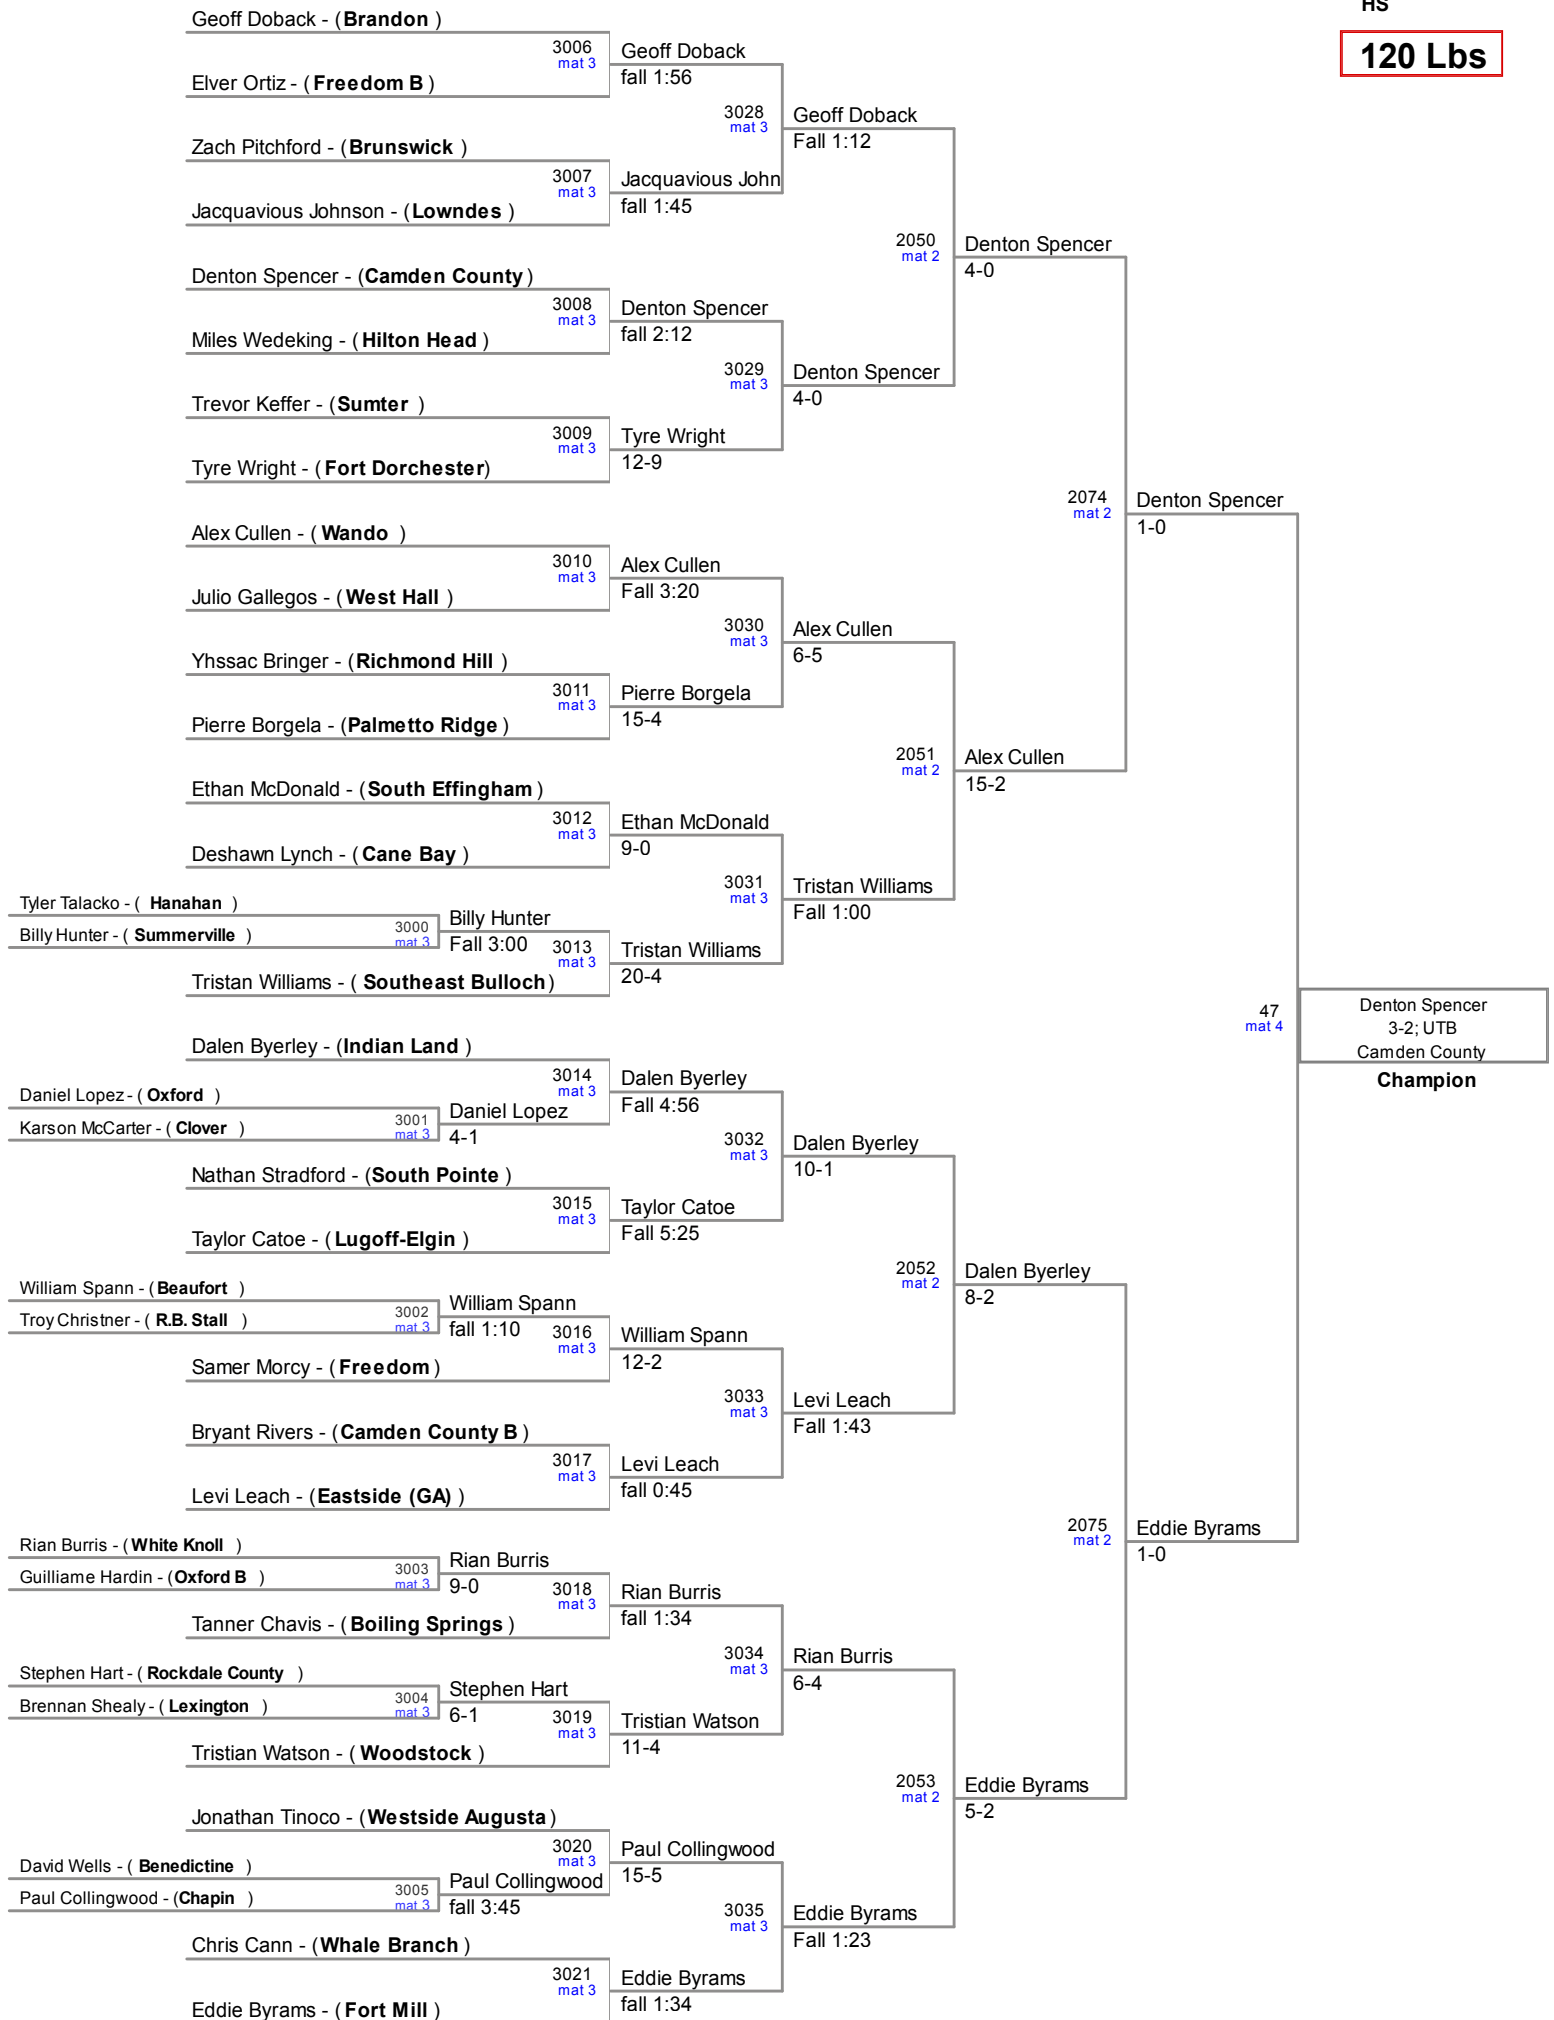 HS
120 Lbs
Geoff Doback - (Brandon )
3006
mat 3
Geoff Doback
fall 1:56
Elver Ortiz - ( Freedom B )
3028
mat 3
Geoff Doback
Fall 1:12
Zach Pitchford - (Brunswick )
3007
mat 3
Jacquavious John
fall 1:45
Jacquavious Johnson - ( Lowndes )
2050
mat 2
Denton Spencer
4-0
Denton Spencer - (Camden County )
3008
mat 3
Denton Spencer
fall 2:12
Miles Wedeking - ( Hilton Head )
3029
mat 3
Denton Spencer
4-0
Trevor Keffer - (Sumter )
3009
mat 3
Tyre Wright
12-9
Tyre Wright - ( Fort Dorchester)
2074
mat 2
Denton Spencer
1-0
Alex Cullen - ( Wando )
3010
mat 3
Alex Cullen
Fall 3:20
Julio Gallegos - ( West Hall )
3030
mat 3
Alex Cullen
6-5
Yhssac Bringer - (Richmond Hill )
3011
mat 3
Pierre Borgela
15-4
Pierre Borgela - (Palmetto Ridge )
2051
mat 2
Alex Cullen
15-2
Ethan McDonald - (South Effingham )
3012
mat 3
Ethan McDonald
9-0
Deshawn Lynch - ( Cane Bay )
3031
mat 3
Tristan Williams
Fall 1:00
Tyler Talacko - ( Hanahan )
Billy Hunter - ( Summerville )
3000
mat 3
Billy Hunter
Fall 3:00
3013
mat 3
Tristan Williams
20-4
Tristan Williams - ( Southeast Bulloch)
47
mat 4
Denton Spencer
3-2; UTB
Camden County
Champion
Dalen Byerley - (Indian Land )
3014
mat 3
Dalen Byerley
Fall 4:56
Daniel Lopez - ( Oxford )
Karson McCarter - ( Clover )
3001
mat 3
Daniel Lopez
4-1
3032
mat 3
Dalen Byerley
10-1
Nathan Stradford - (South Pointe )
3015
mat 3
Taylor Catoe
Fall 5:25
Taylor Catoe - ( Lugoff-Elgin )
2052
mat 2
Dalen Byerley
8-2
William Spann - (Beaufort )
Troy Christner - ( R.B. Stall )
3002
mat 3
William Spann
fall 1:10
3016
mat 3
William Spann
12-2
Samer Morcy - ( Freedom )
3033
mat 3
Levi Leach
Fall 1:43
Bryant Rivers - (Camden County B )
3017
mat 3
Levi Leach
fall 0:45
Levi Leach - (Eastside (GA) )
2075
mat 2
Eddie Byrams
1-0
Rian Burris - ( White Knoll )
Guilliame Hardin - (Oxford B )
3003
mat 3
Rian Burris
9-0
3018
mat 3
Rian Burris
fall 1:34
Tanner Chavis - ( Boiling Springs )
3034
mat 3
Rian Burris
6-4
Stephen Hart - ( Rockdale County )
Brennan Shealy - ( Lexington )
3004
mat 3
Stephen Hart
6-1
3019
mat 3
Tristian Watson
11-4
Tristian Watson - ( Woodstock )
2053
mat 2
Eddie Byrams
5-2
Jonathan Tinoco - (Westside Augusta )
3020
mat 3
Paul Collingwood
15-5
David Wells - ( Benedictine )
Paul Collingwood - (Chapin )
3005
mat 3
Paul Collingwood
fall 3:45
3035
mat 3
Eddie Byrams
Fall 1:23
Chris Cann - (Whale Branch )
3021
mat 3
Eddie Byrams
fall 1:34
Eddie Byrams - ( Fort Mill )